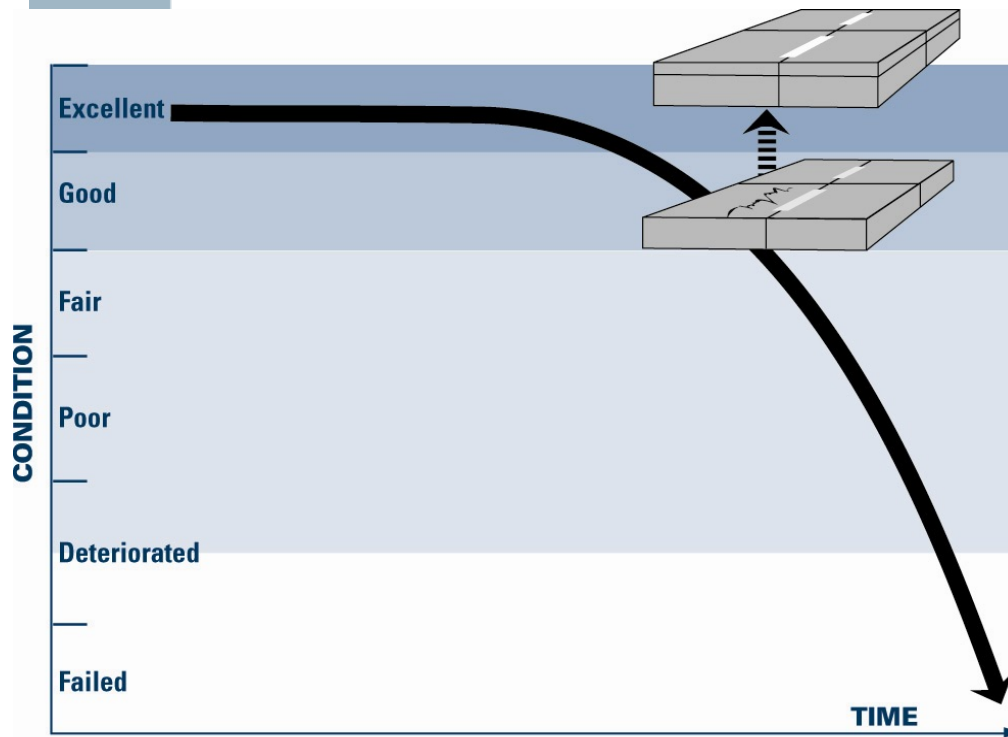 Excellent
Good
Fair
Poor
Deteriorated
Failed
CONDITION
TIME